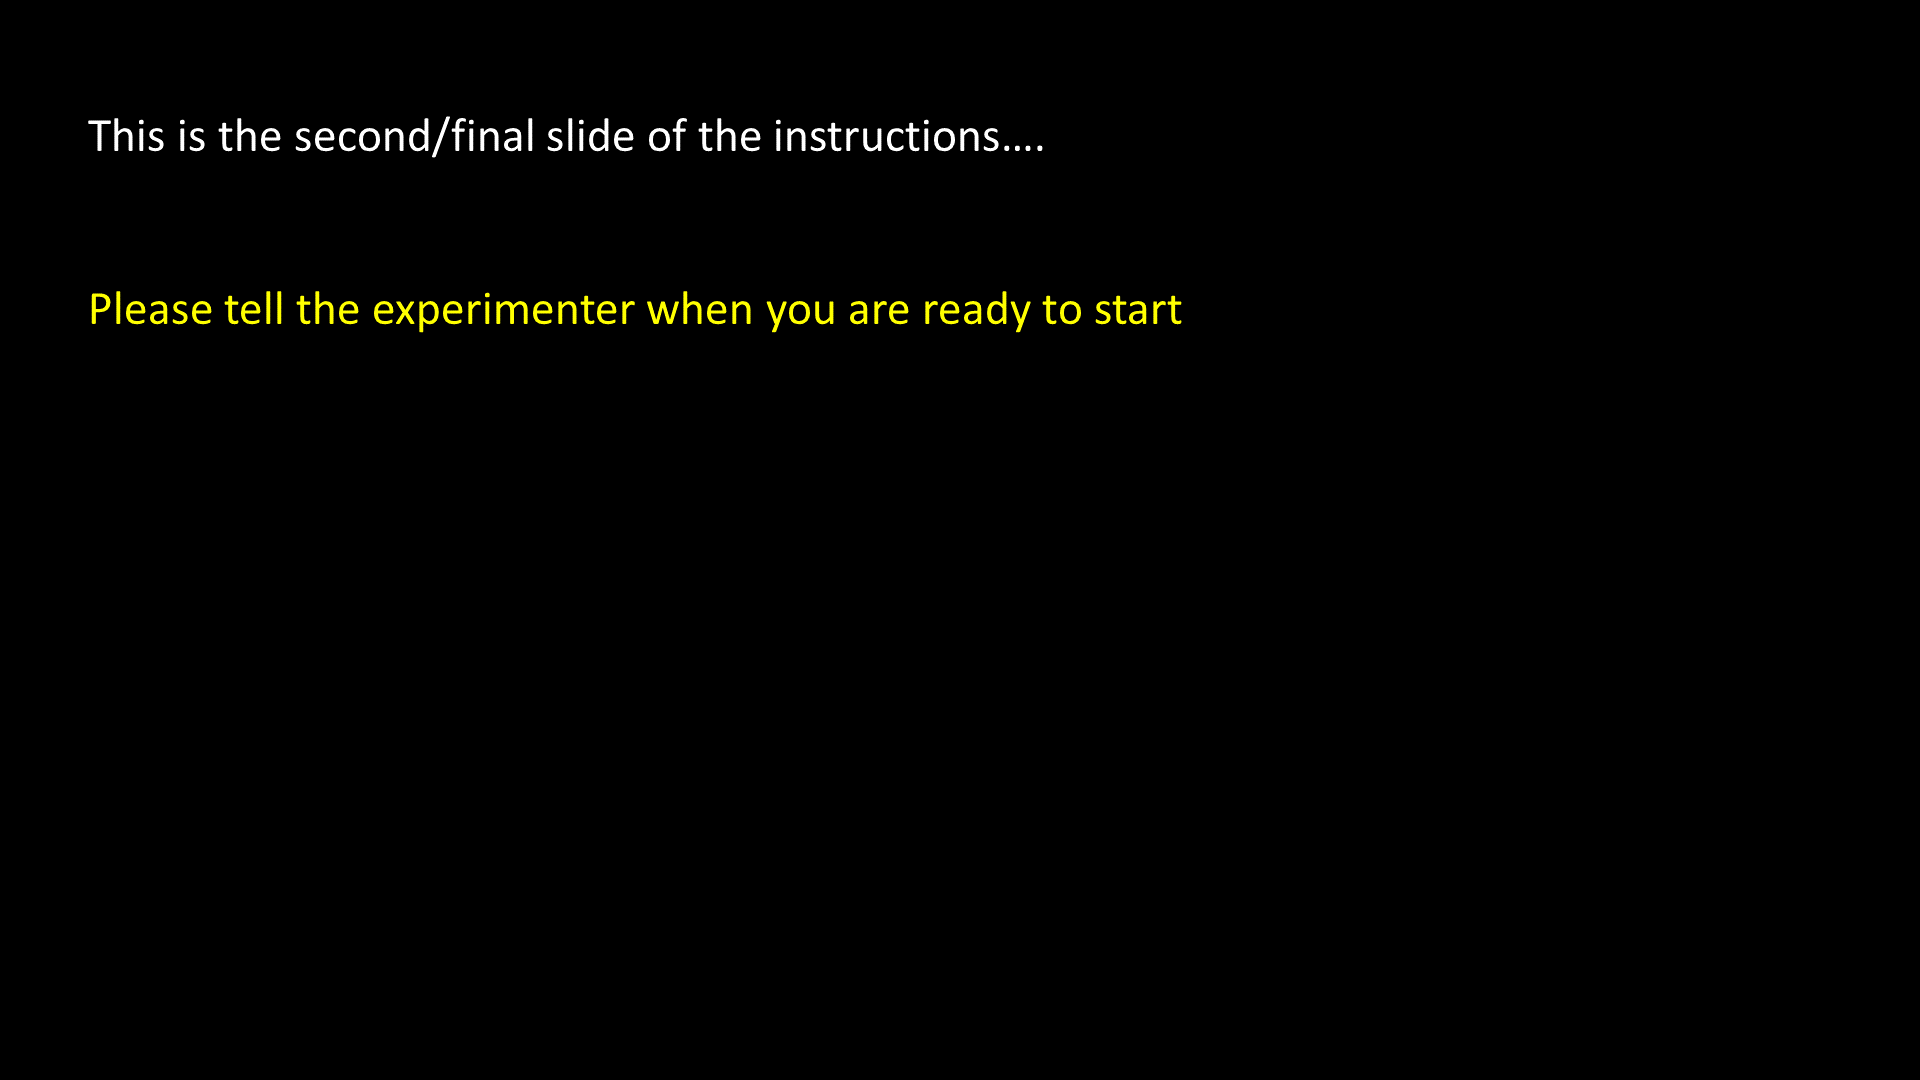 This is the second/final slide of the instructions….
Please tell the experimenter when you are ready to start